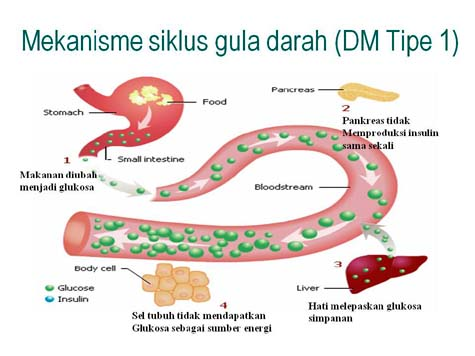 Mekanisme siklus gula darah (DM Tipe 1)
Stomach
Food
Pancreas
2
Pankreas tidak
Memproduksi insulin
sama sekali
1
Small intestine
Makanan diubah
menjadi glukosa
Bloodstream
Body cell
3
Liver
Glucose
Insulin
4
Sel tubuh tidak mendapatkan
Glukosa sebagai sumber energi
Hati melepaskan glukosa
simpanan